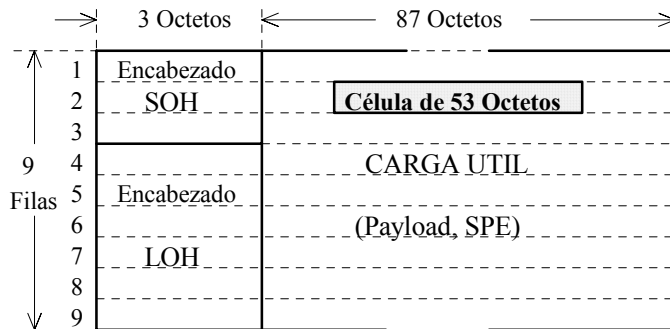 3 Octetos 87 Octetos
1 Encabezado
2 SOH Célula de 53 Octetos
3
9 4 CARGA UTIL
Filas 5 Encabezado
6 (Payload, SPE)
7 LOH
8
9